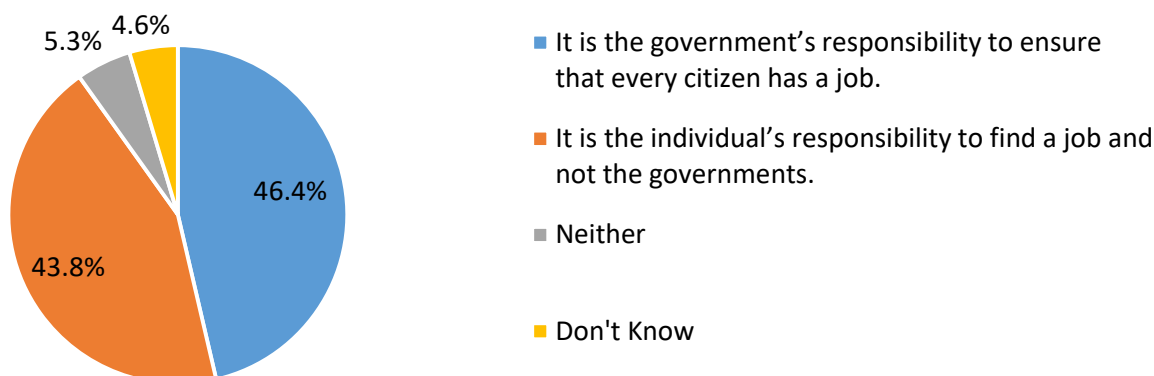 4.6%
5.3%
46.4%
43.8%
It is the government’s responsibility to ensure
that every citizen has a job.
It is the individual’s responsibility to find a job and
not the governments.
Neither
Don't Know